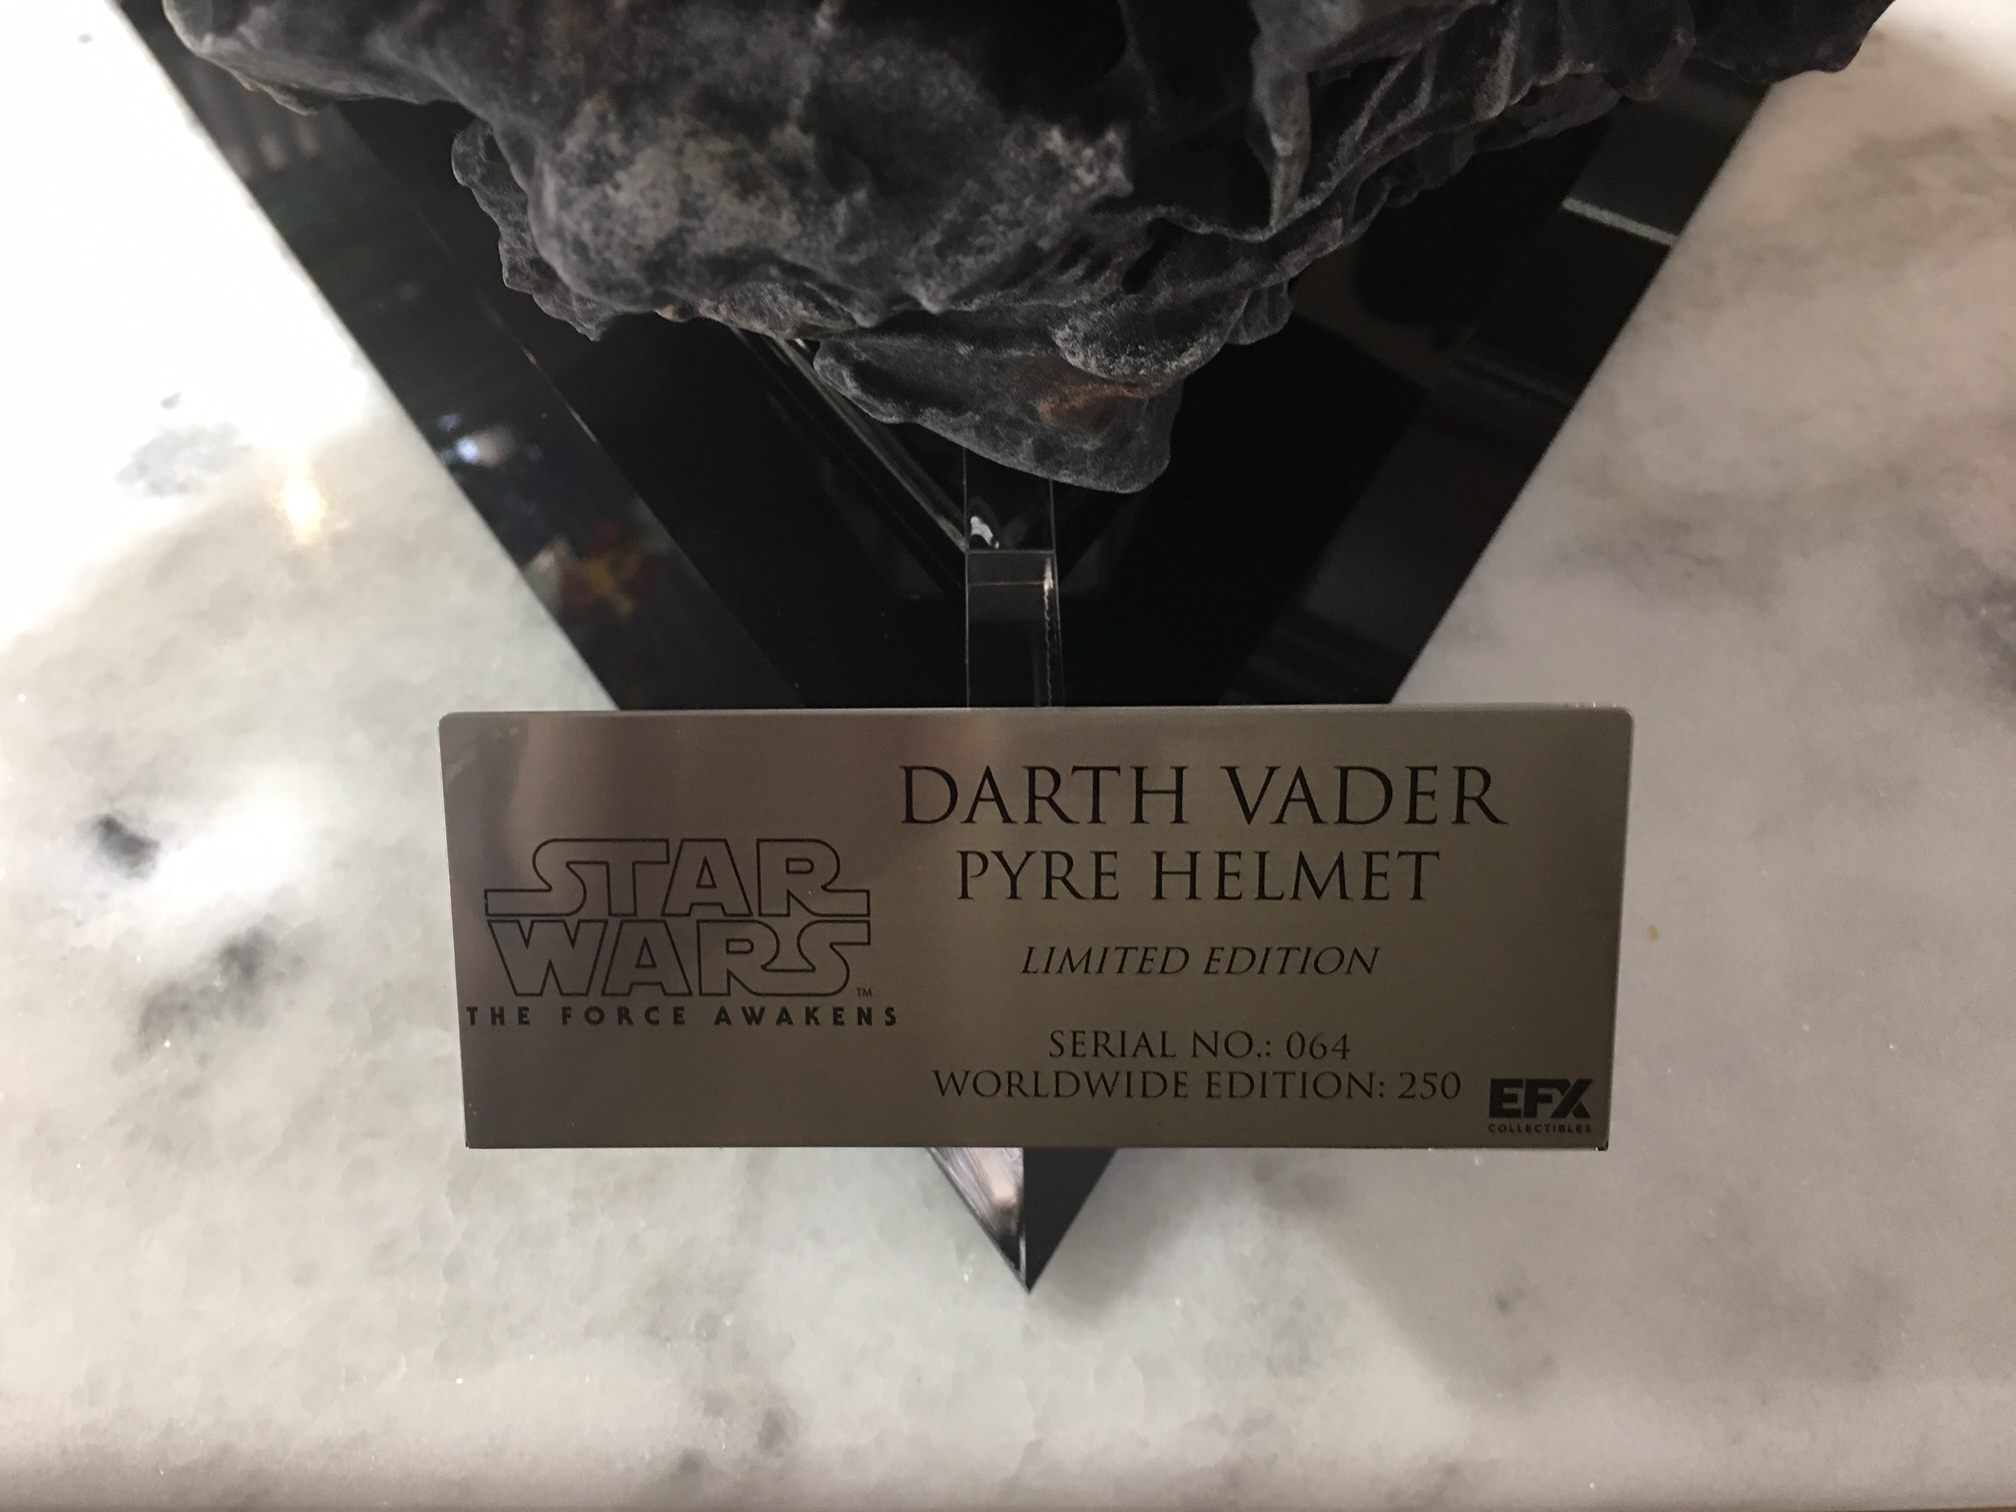 STAR
WARS
TM
THE FORCE AWAKENS
DARTH VADER
PYRE HELMET
LIMITED EDITION
SERIAL NO.: 064
WORLDWIDE EDITION: 250
EFX
COLLECTIBLES